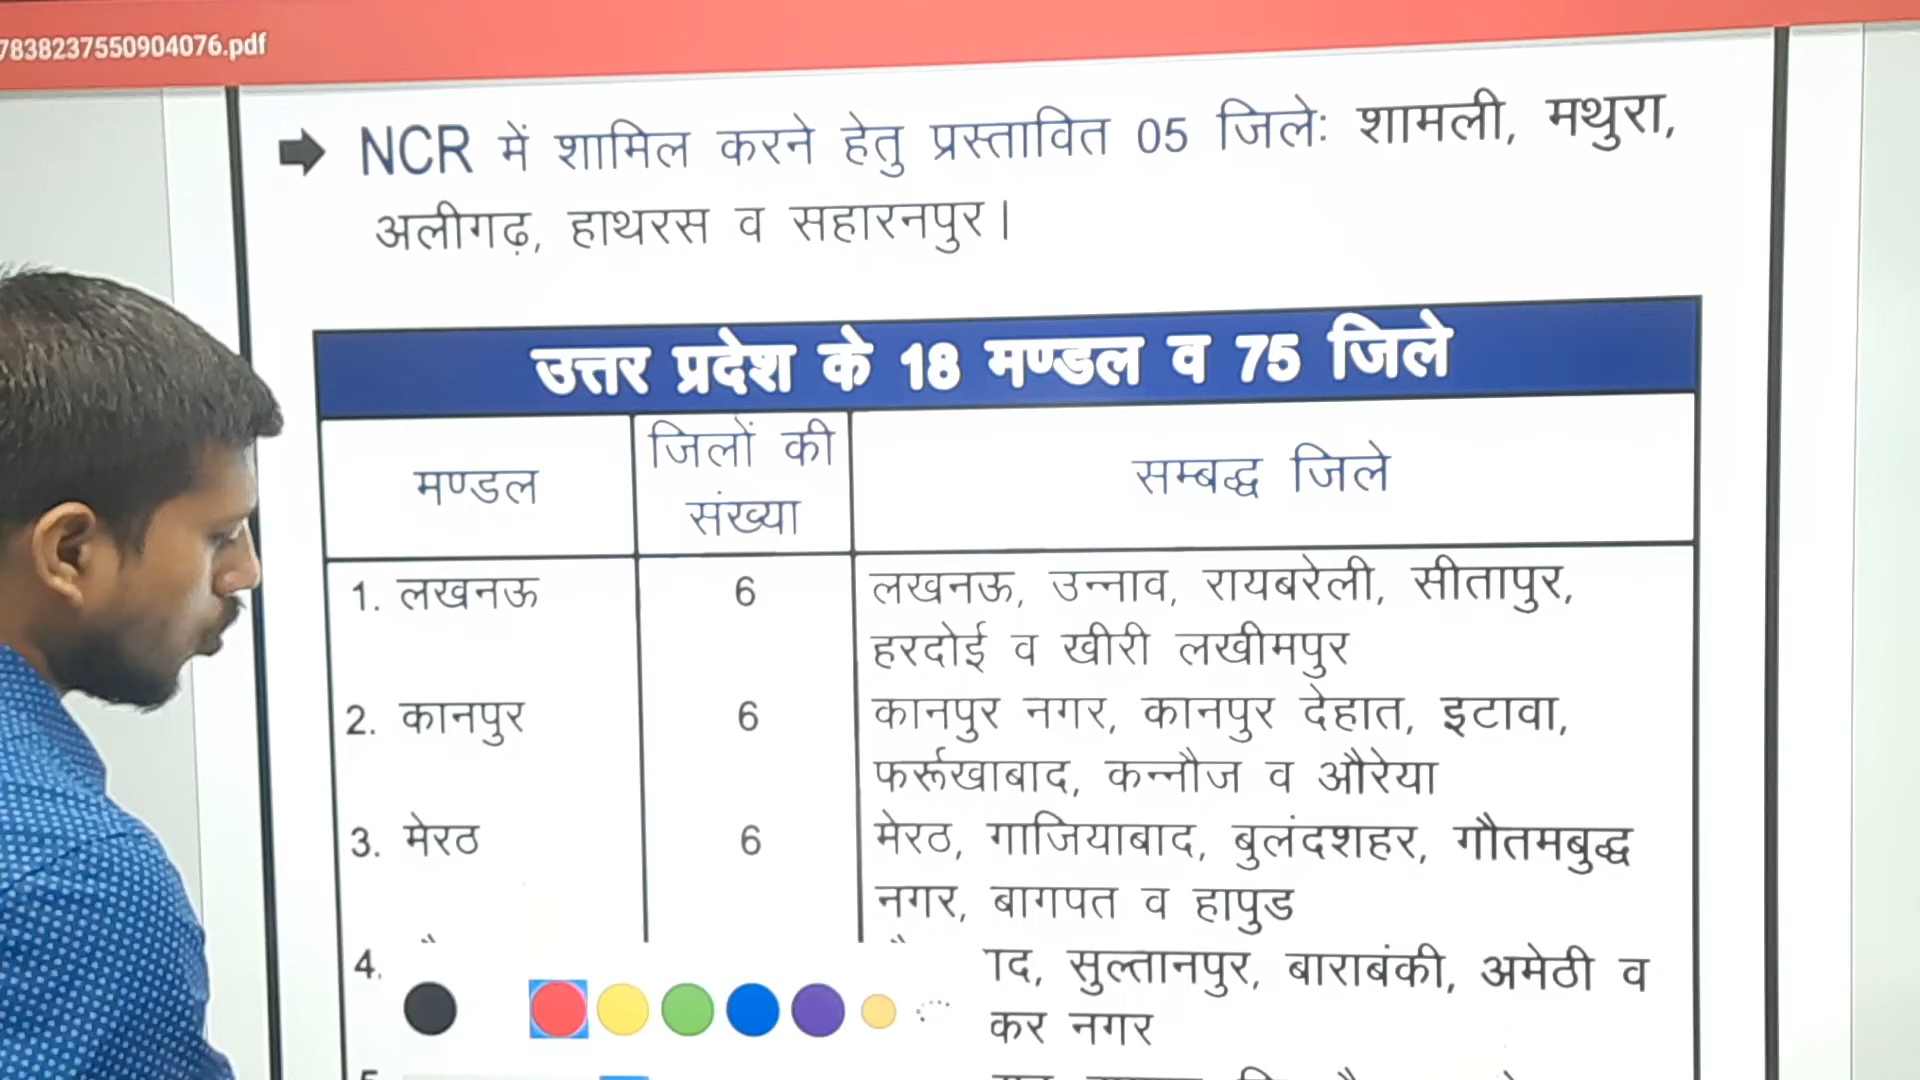 7838237550904076.pdf
NCR में शामिल करने हेतु प्रस्तावित 05 जिले: शामली, मथुरा,
अलीगढ़, हाथरस व सहारनपुर।
उत्तर प्रदेश के 18 मण्डल व 75 जिले
मण्डल जिलों की संख्या सम्बद्ध जिले
1. लखनऊ 6 लखनऊ, उन्नाव, रायबरेली, सीतापुर,
हरदोई व खीरी लखीमपुर
2. कानपुर 6 कानपुर नगर, कानपुर देहात, इटावा,
फर्रूखाबाद, कन्नौज व औरेया
3. मेरठ 6 मेरठ, गाजियाबाद, बुलंदशहर, गौतमबुद्ध
नगर, बागपत व हापुड
4. सुल्तानपुर, बाराबंकी, अमेठी व
नगर